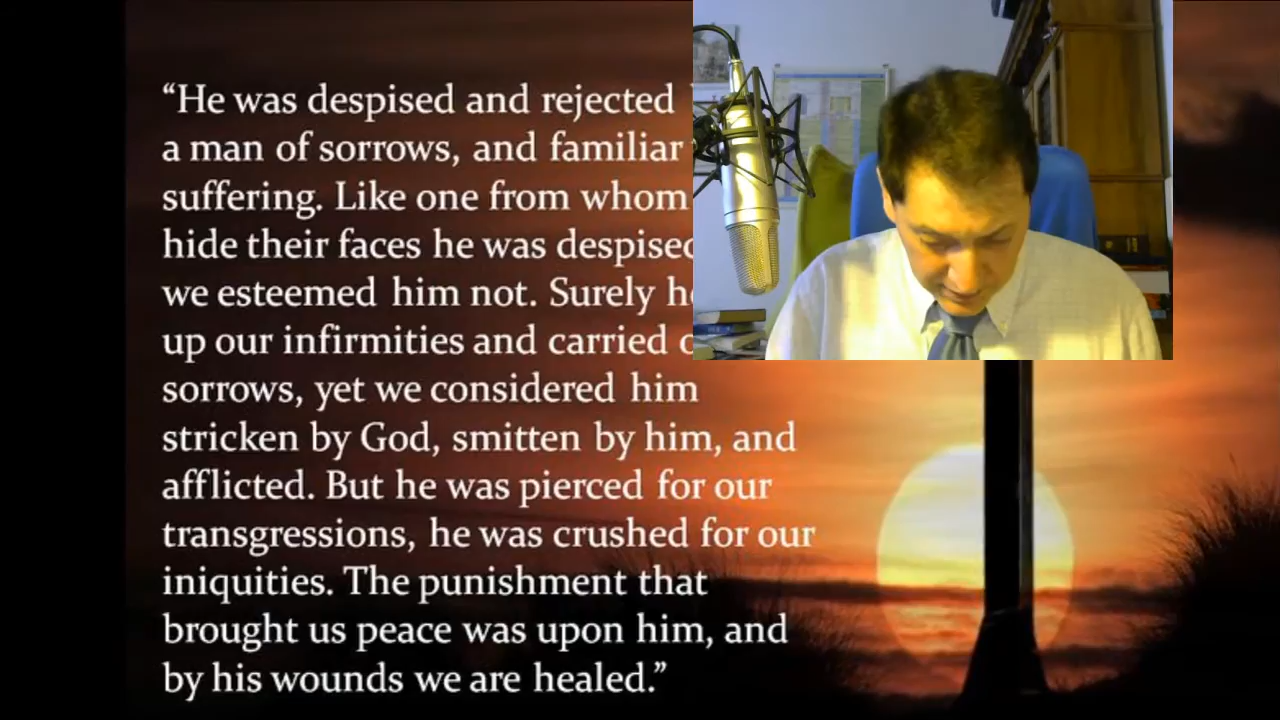 “He was despised and rejected
a man of sorrows, and familiar
suffering. Like one from whom
hide their faces he was despised
we esteemed him not. Surely he
up our infirmities and carried
sorrows, yet we considered him
stricken by God, smitten by him, and
afflicted. But he was pierced for our
transgressions, he was crushed for our
iniquities. The punishment that
brought us peace was upon him, and
by his wounds we are healed.”